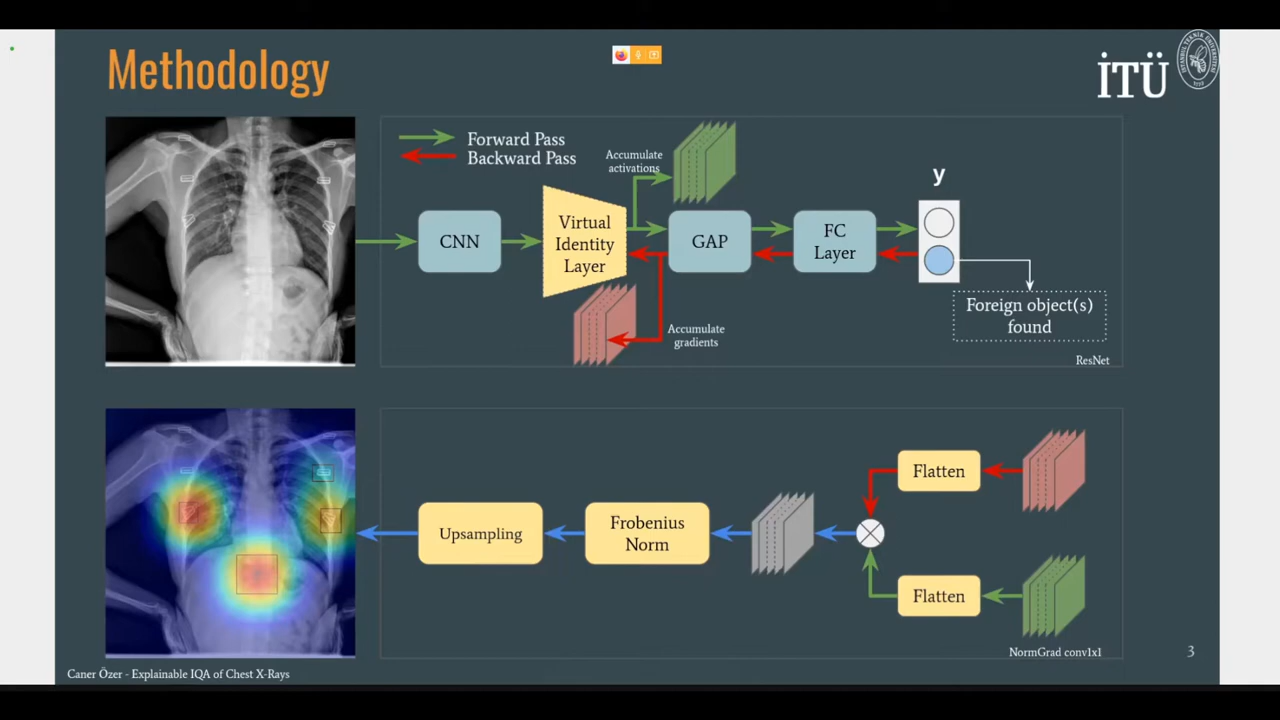 Methodology
İTÜ
Forward Pass
Backward Pass
Accumulate
activations
y
CNN
Virtual
Identity
Layer
GAP
FC
Layer
Foreign object(s)
found
Accumulate
gradients
ResNet
Flatten
Upsampling
Frobenius
Norm
Flatten
NormGrad conv1x1
3
Caner Özer - Explainable IQA of Chest X-Rays